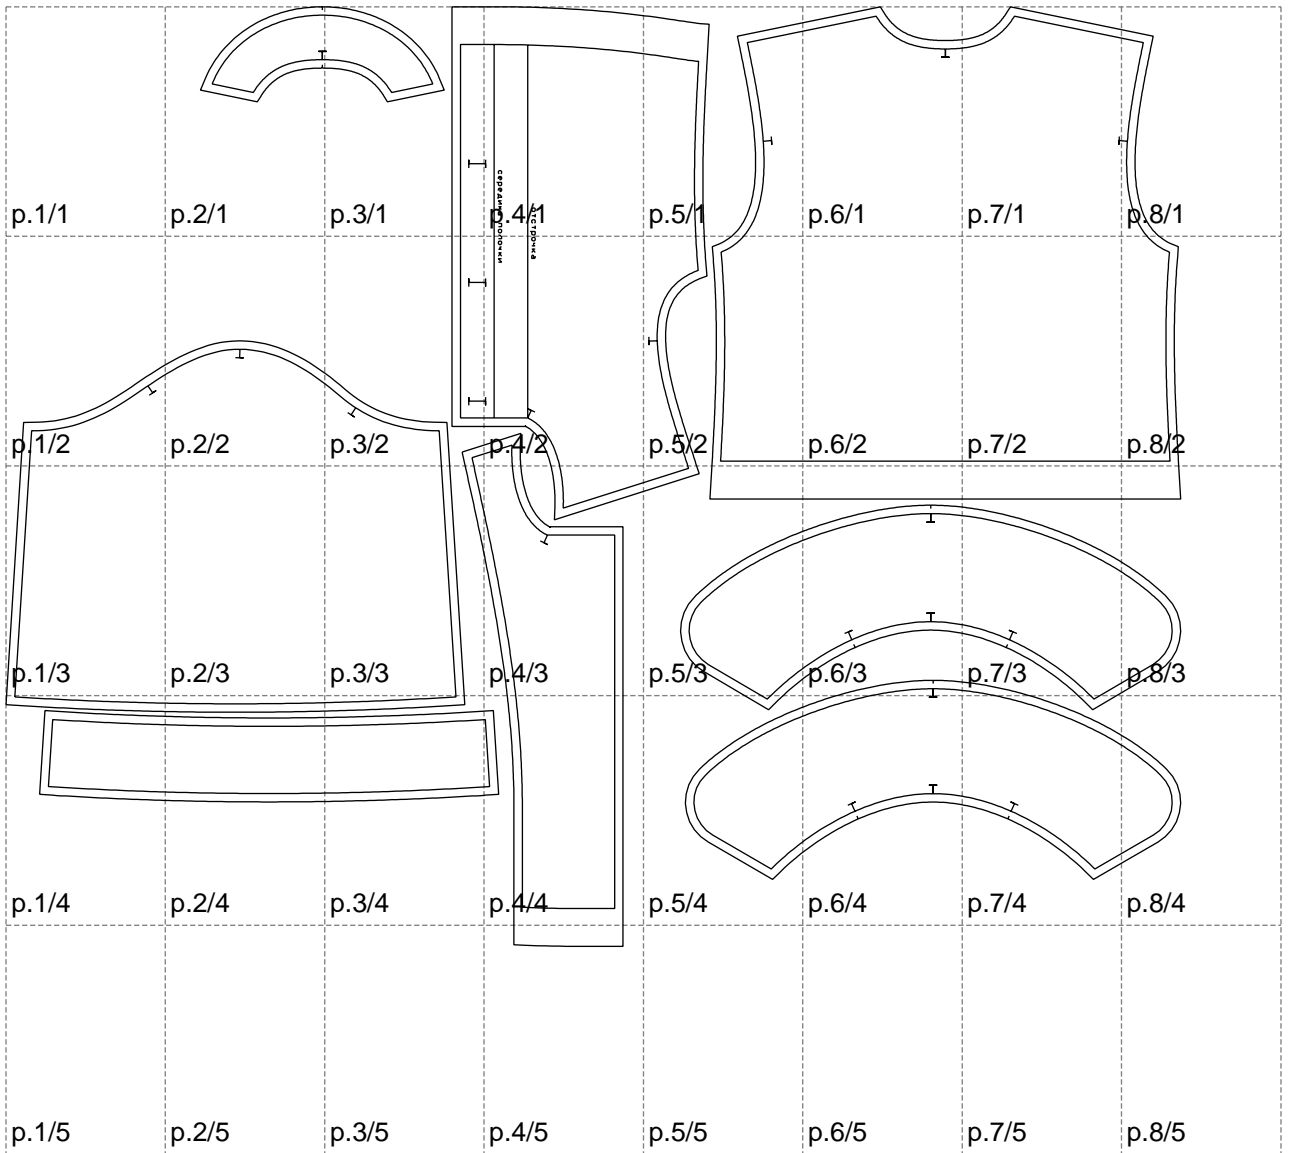 p.1/1 p.2/1 p.3/1 p.4/1 p.5/1 p.6/1 p.7/1 p.8/1
середина полочки
отстрочка
p.1/2 p.2/2 p.3/2 p.4/2 p.5/2 p.6/2 p.7/2 p.8/2
p.1/3 p.2/3 p.3/3 p.4/3 p.5/3 p.6/3 p.7/3 p.8/3
p.1/4 p.2/4 p.3/4 p.4/4 p.5/4 p.6/4 p.7/4 p.8/4
p.1/5 p.2/5 p.3/5 p.4/5 p.5/5 p.6/5 p.7/5 p.8/5